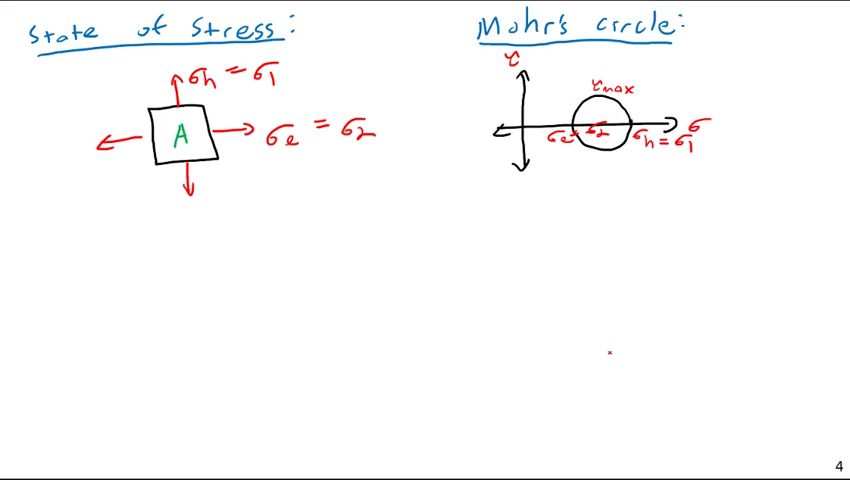 State of Stress:
σh = σ1
A
σe = σ2
Mohr's circle:
τ
τmax
σ
σe = σ2
σh = σ1
4